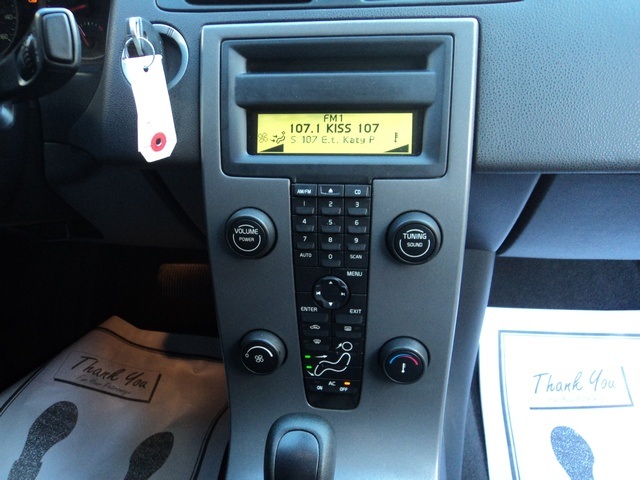 FM1
107.1 KISS 107
S 107 E.t. Katy P
AM/FM
CD
1 2 3
4 5 6
7 8 9
AUTO 0 SCAN
VOLUME
POWER
TUNING
SOUND
MENU
ENTER EXIT
AC
ON OFF
Thank You
Thank You